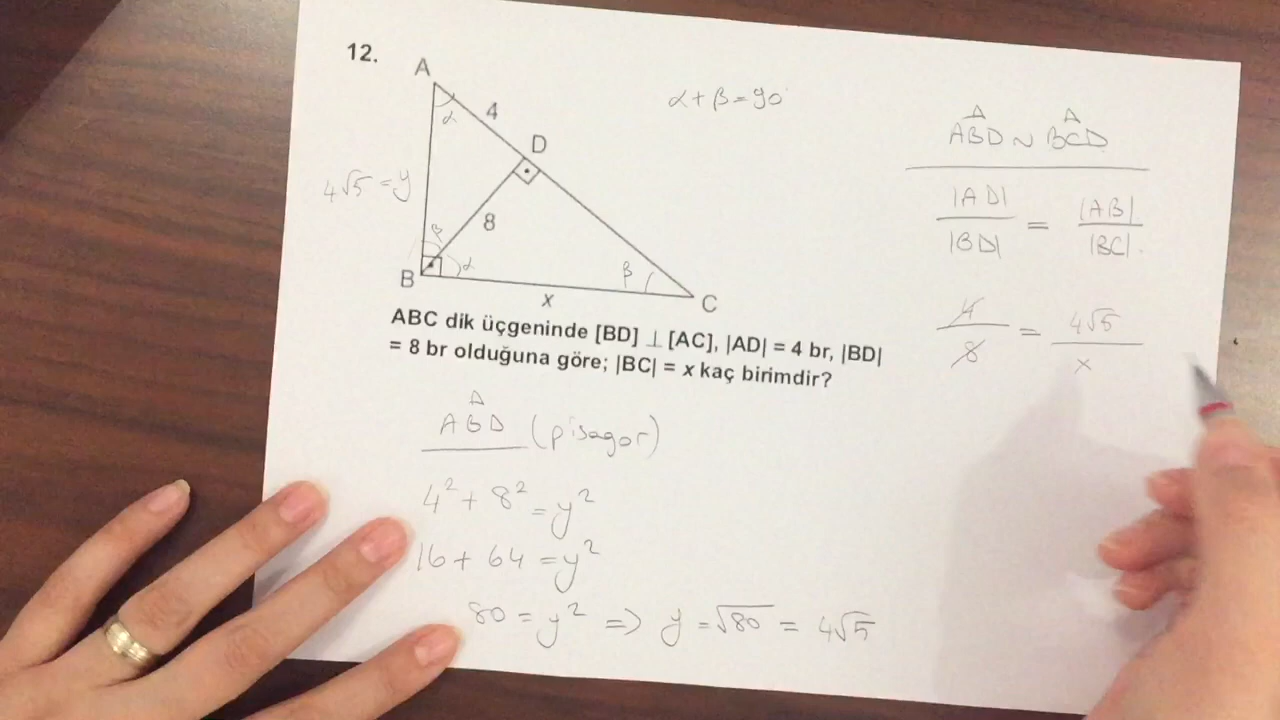 12.
A
4
α
D
α + β = 90°
4√5 = y
8
β
B
α
β
x
C
ABC dik üçgeninde [BD] ⊥ [AC], |AD| = 4 br, |BD|
= 8 br olduğuna göre; |BC| = x kaç birimdir?
ABD (pisagor)
4² + 8² = y²
16 + 64 = y²
80 = y² ⇒ y = √80 = 4√5
ABD ~ BCD
|AD| / |BD| = |AB| / |BC|.
4 / 8 = 4√5 / x